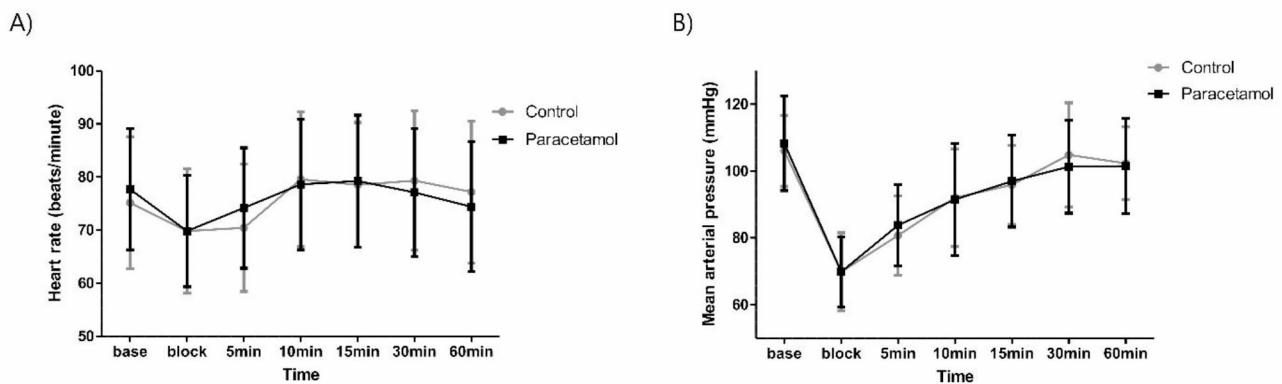 A)
Heart rate (beats/minute)
100
90
80
70
60
50
base block 5min 10min 15min 30min 60min
Time
Control
Paracetamol
B)
Mean arterial pressure (mmHg)
120
100
80
60
base block 5min 10min 15min 30min 60min
Time
Control
Paracetamol